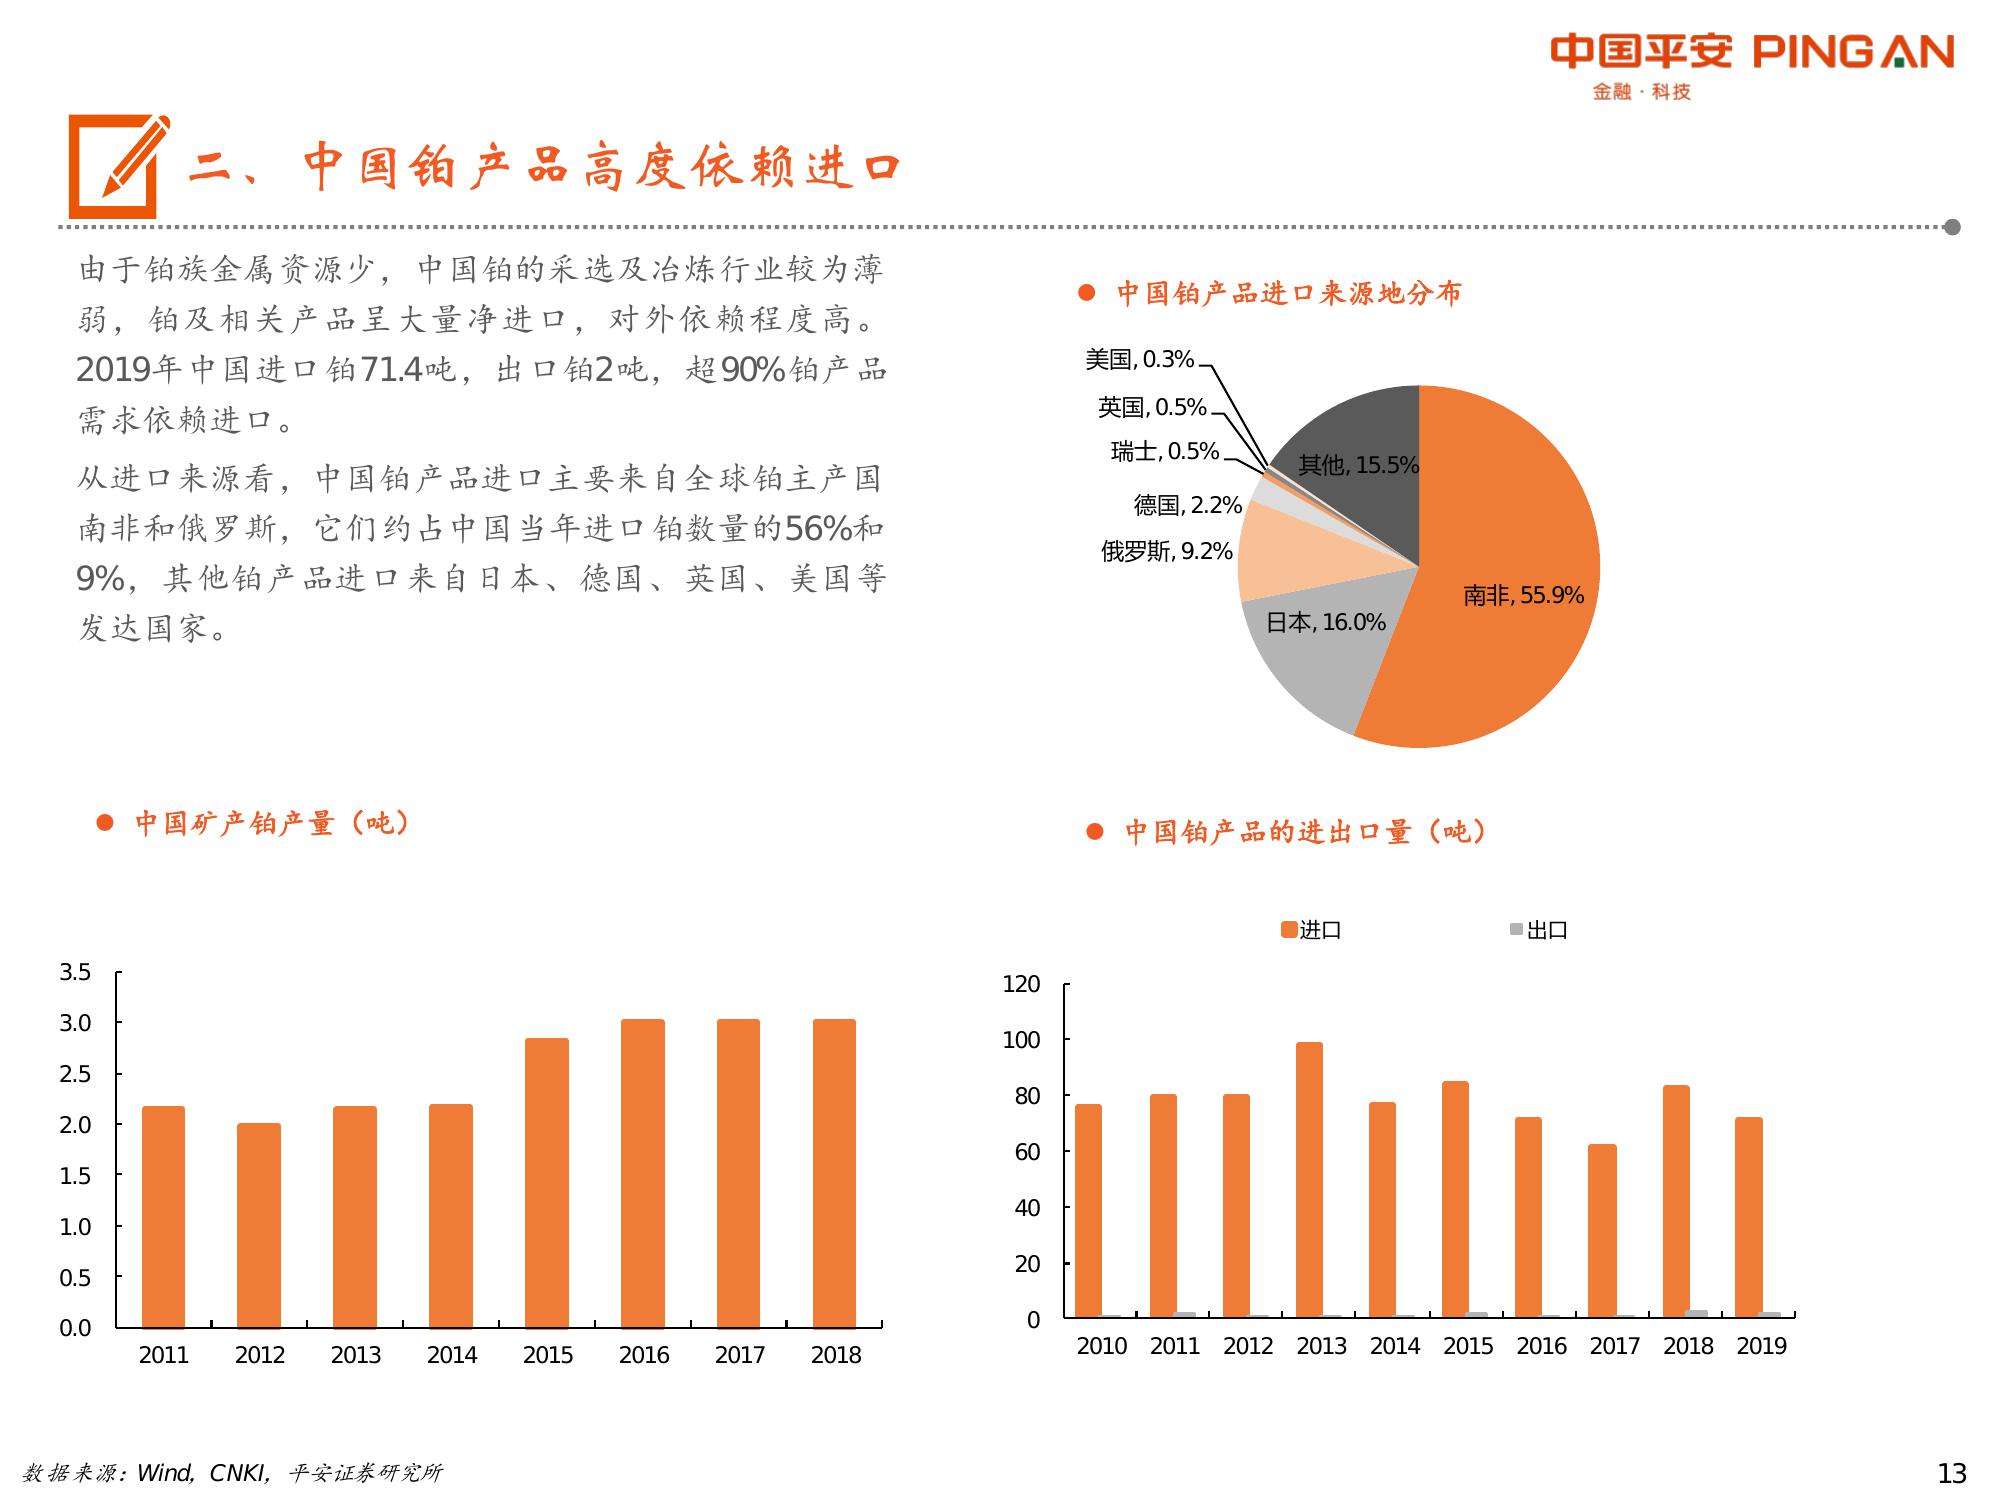 中国平安 PING AN
金融·科技
二、中国铂产品高度依赖进口
由于铂族金属资源少，中国铂的采选及冶炼行业较为薄
弱，铂及相关产品呈大量净进口，对外依赖程度高。
2019年中国进口铂71.4吨，出口铂2吨，超90%铂产品
需求依赖进口。
从进口来源看，中国铂产品进口主要来自全球铂主产国
南非和俄罗斯，它们约占中国当年进口铂数量的56%和
9%，其他铂产品进口来自日本、德国、英国、美国等
发达国家。
中国铂产品进口来源地分布
美国, 0.3%
英国, 0.5%
瑞士, 0.5%
德国, 2.2%
俄罗斯, 9.2%
其他, 15.5%
日本, 16.0%
南非, 55.9%
中国矿产铂产量（吨）
3.5
3.0
2.5
2.0
1.5
1.0
0.5
0.0
2011 2012 2013 2014 2015 2016 2017 2018
中国铂产品的进出口量（吨）
进口 出口
120
100
80
60
40
20
0
2010 2011 2012 2013 2014 2015 2016 2017 2018 2019
数据来源：Wind，CNKI，平安证券研究所
13